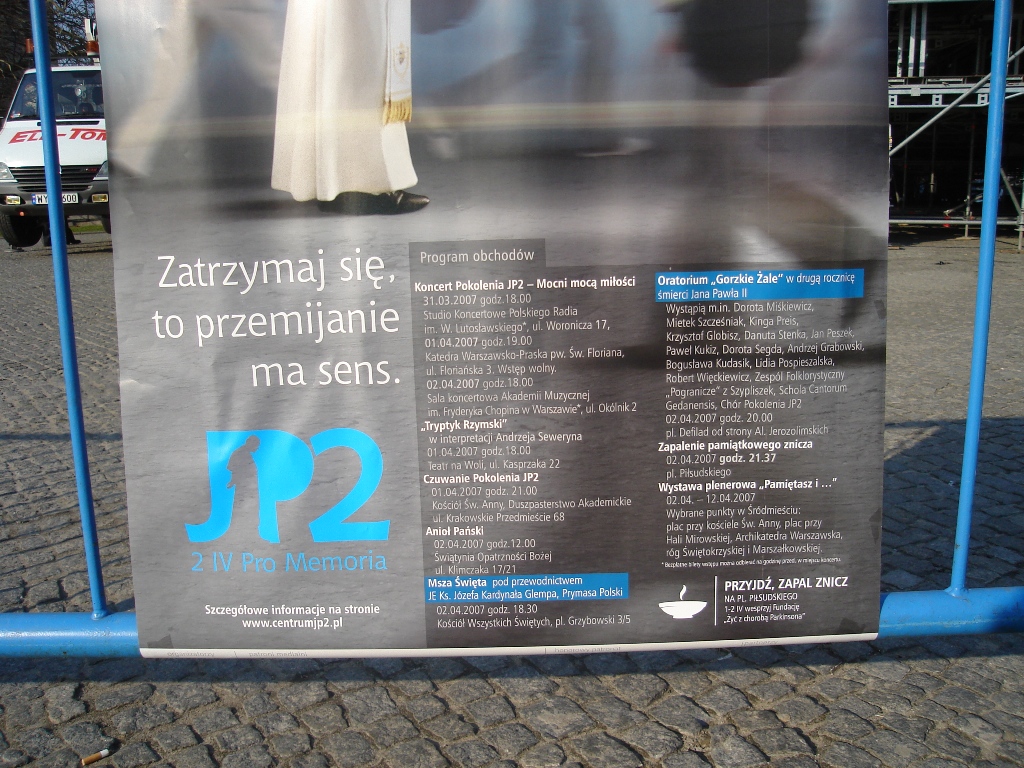 ELL-TOM
Zatrzymaj się,
to przemijanie
ma sens.
JP2
2 IV Pro Memoria
Szczegółowe informacje na stronie
www.centrumjp2.pl
Program obchodów
Koncert Pokolenia JP2 – Mocni mocą miłości
31.03.2007 godz.18.00
Studio Koncertowe Polskiego Radia
im. W. Lutosławskiego*, ul. Woronicza 17,
01.04.2007 godz.19.00
Katedra Warszawsko-Praska pw. Św. Floriana,
ul. Floriańska 3. Wstęp wolny.
02.04.2007 godz.18.00
Sala koncertowa Akademii Muzycznej
im. Fryderyka Chopina w Warszawie*, ul. Okólnik 2
„Tryptyk Rzymski"
w interpretacji Andrzeja Seweryna
01.04.2007 godz.18.00
Teatr na Woli, ul. Kasprzaka 22
Czuwanie Pokolenia JP2
01.04.2007 godz. 21.00
Kościół Św. Anny, Duszpasterstwo Akademickie
ul. Krakowskie Przedmieście 68
Anioł Pański
02.04.2007 godz.12.00
Świątynia Opatrzności Bożej
ul. Klimczaka 17/21
Msza Święta pod przewodnictwem
JE Ks. Józefa Kardynała Glempa, Prymasa Polski
02.04.2007 godz. 18.30
Kościół Wszystkich Świętych, pl. Grzybowski 3/5
Oratorium „Gorzkie Żale" w drugą rocznicę
śmierci Jana Pawła II
Wystąpią m.in. Dorota Miśkiewicz,
Mietek Szcześniak, Kinga Preis,
Krzysztof Globisz, Danuta Stenka, Jan Peszek,
Paweł Kukiz, Dorota Segda, Andrzej Grabowski,
Bogusława Kudasik, Lidia Pospieszalska,
Robert Więckiewicz, Zespół Folklorystyczny
„Pogranicze" z Szypliszek, Schola Cantorum
Gedanensis, Chór Pokolenia JP2
02.04.2007 godz. 20.00
pl. Defilad od strony Al. Jerozolimskich
Zapalenie pamiątkowego znicza
02.04.2007 godz. 21.37
pl. Piłsudskiego
Wystawa plenerowa „Pamiętasz i ..."
02.04. – 12.04.2007
Wybrane punkty w Śródmieściu:
plac przy kościele Św. Anny, plac przy
Hali Mirowskiej, Archikatedra Warszawska,
róg Świętokrzyskiej i Marszałkowskiej.
* Bezpłatne bilety wstępu można odbierać na godzinę przed, w miejscu koncertu.
PRZYJDŹ, ZAPAL ZNICZ
NA PL. PIŁSUDSKIEGO
1-2 IV wesprzyj Fundację
„Żyć z chorobą Parkinsona"